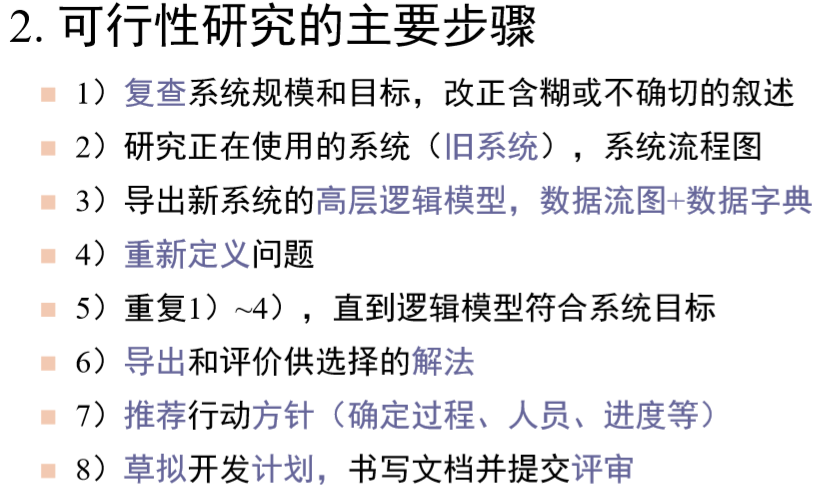 2. 可行性研究的主要步骤
1）复查系统规模和目标，改正含糊或不确切的叙述
2）研究正在使用的系统（旧系统），系统流程图
3）导出新系统的高层逻辑模型，数据流图+数据字典
4）重新定义问题
5）重复1）~4），直到逻辑模型符合系统目标
6）导出和评价供选择的解法
7）推荐行动方针（确定过程、人员、进度等）
8）草拟开发计划，书写文档并提交评审